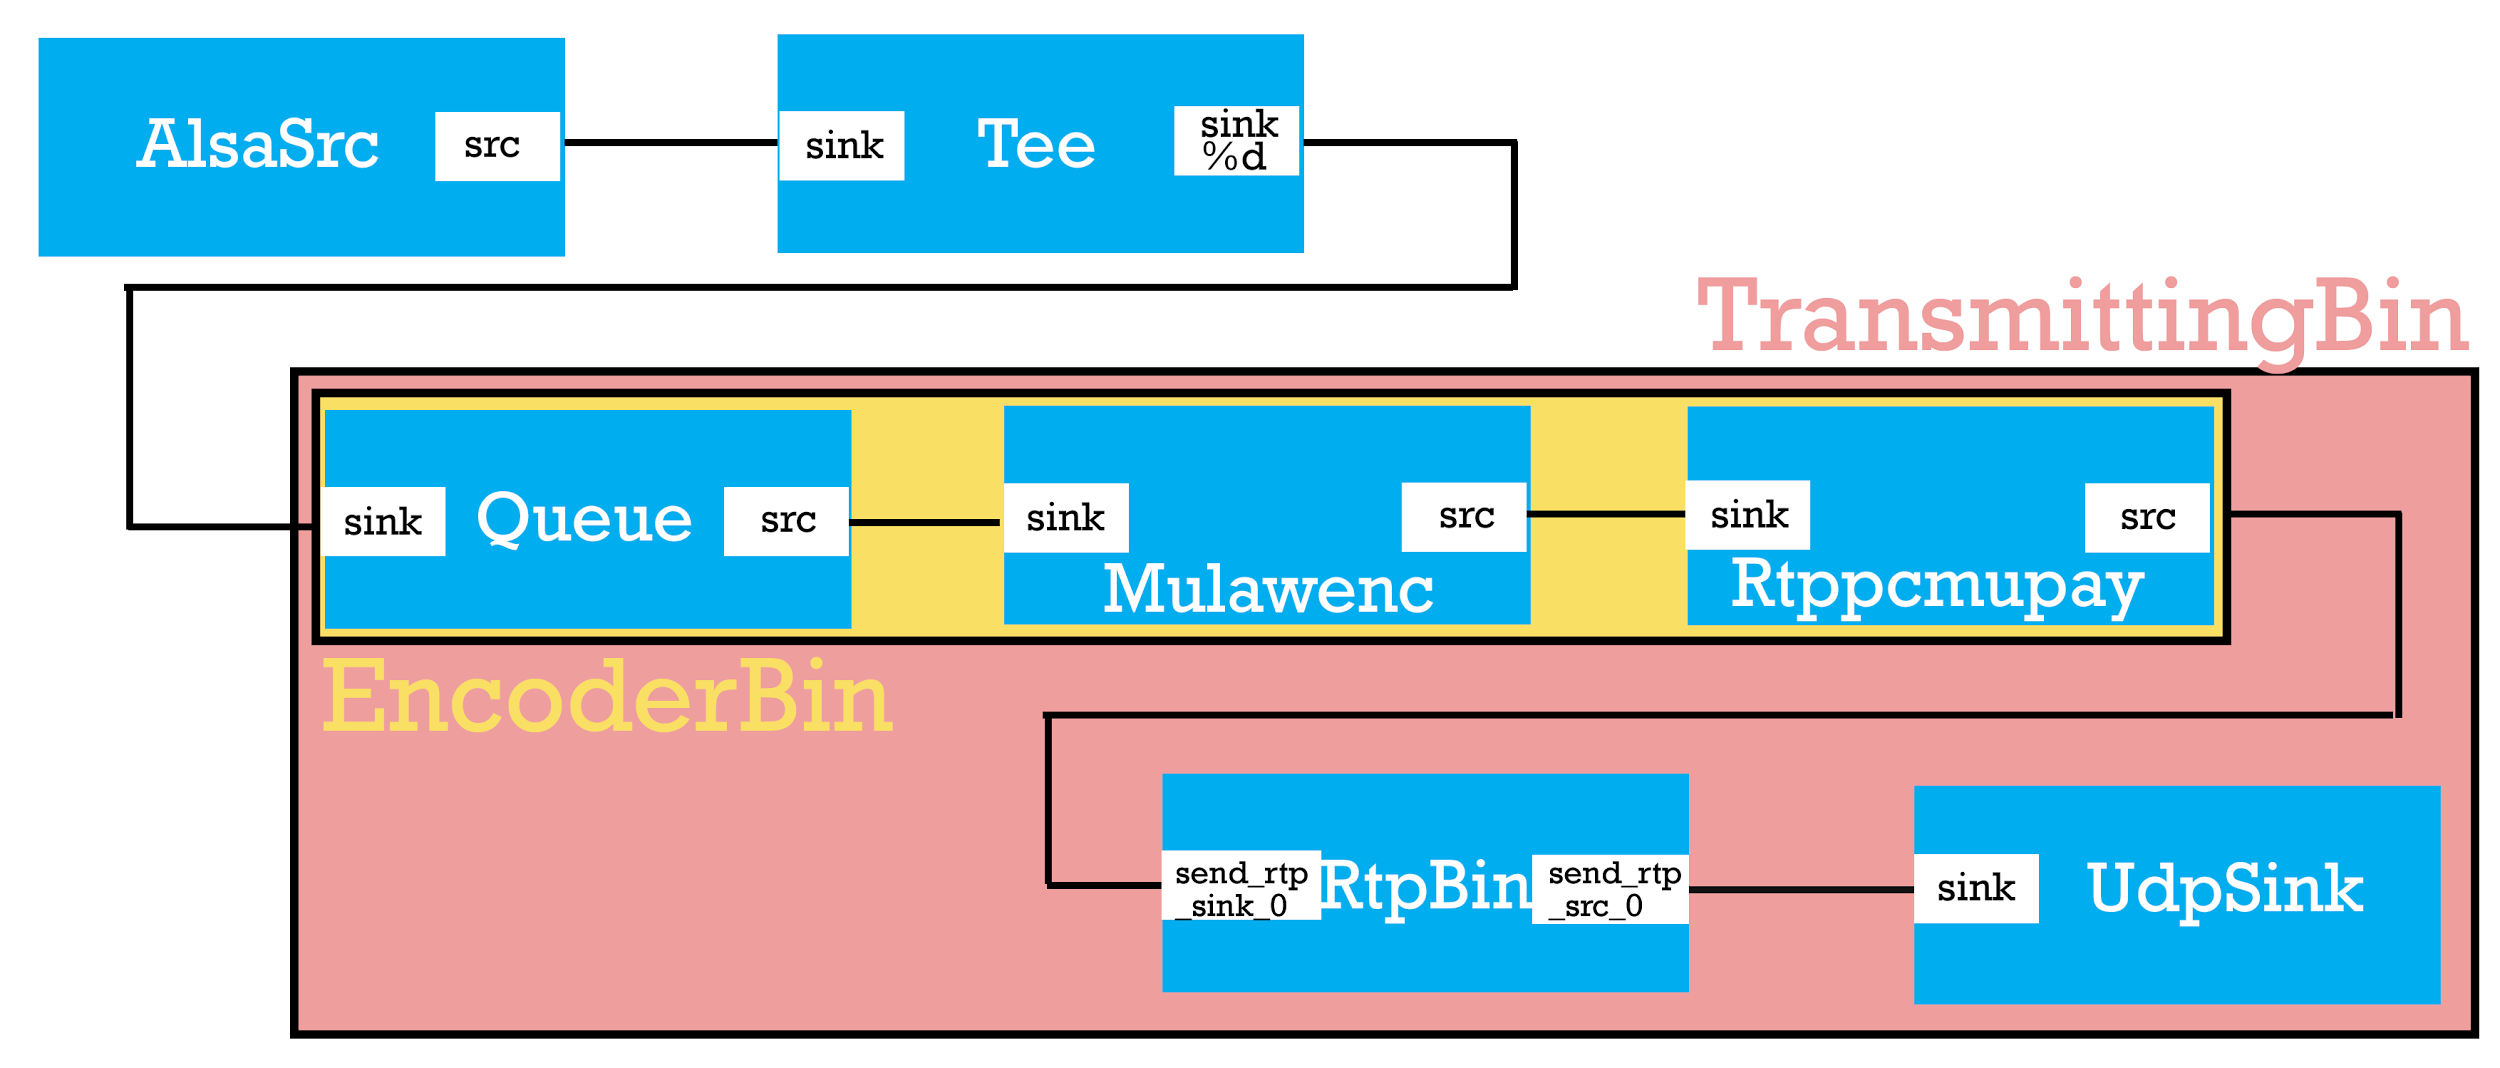 AlsaSrc
src
sink
Tee
sink
%d
TransmittingBin
sink
Queue
src
sink
src
Mulawenc
sink
src
Rtppcmupay
EncoderBin
send_rtp
_sink_0
RtpBin
send_rtp
_src_0
sink
UdpSink